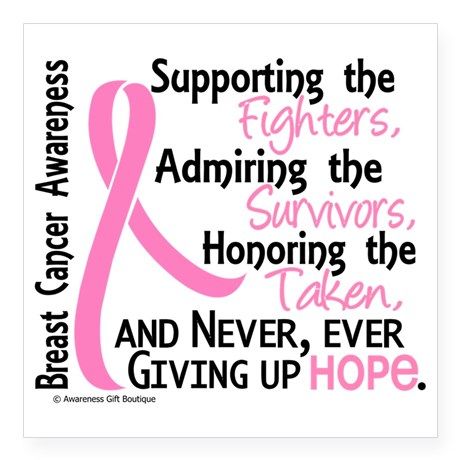 Breast Cancer Awareness
Supporting the
Fighters,
Admiring the
Survivors,
Honoring the
Taken,
AND NEVER, EVER
GIVING UP HOPE.
© Awareness Gift Boutique